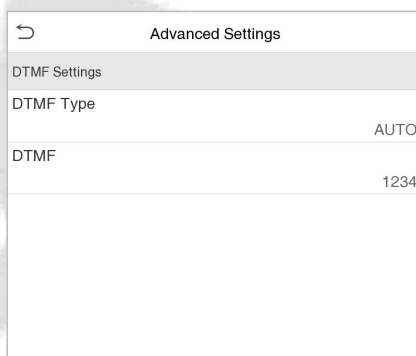 Advanced Settings
DTMF Settings
DTMF Type
AUTO
DTMF
1234